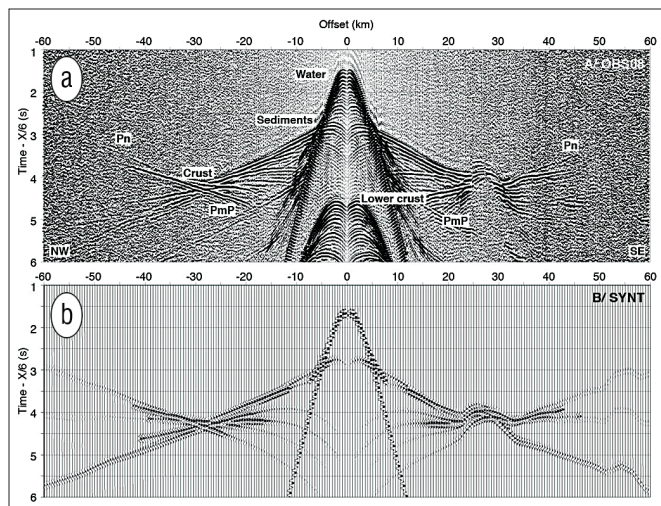 Offset (km)
-60 -50 -40 -30 -20 -10 0 10 20 30 40 50 60
1
2
3
4
5
6
Time - X/6 (s)
a
A/ OBS08
Water
Sediments
Pn
Pn
Crust
Lower crust
PmP
PmP
NW
SE
-60 -50 -40 -30 -20 -10 0 10 20 30 40 50 60
1
2
3
4
5
6
Time - X/6 (s)
b
B/ SYNT